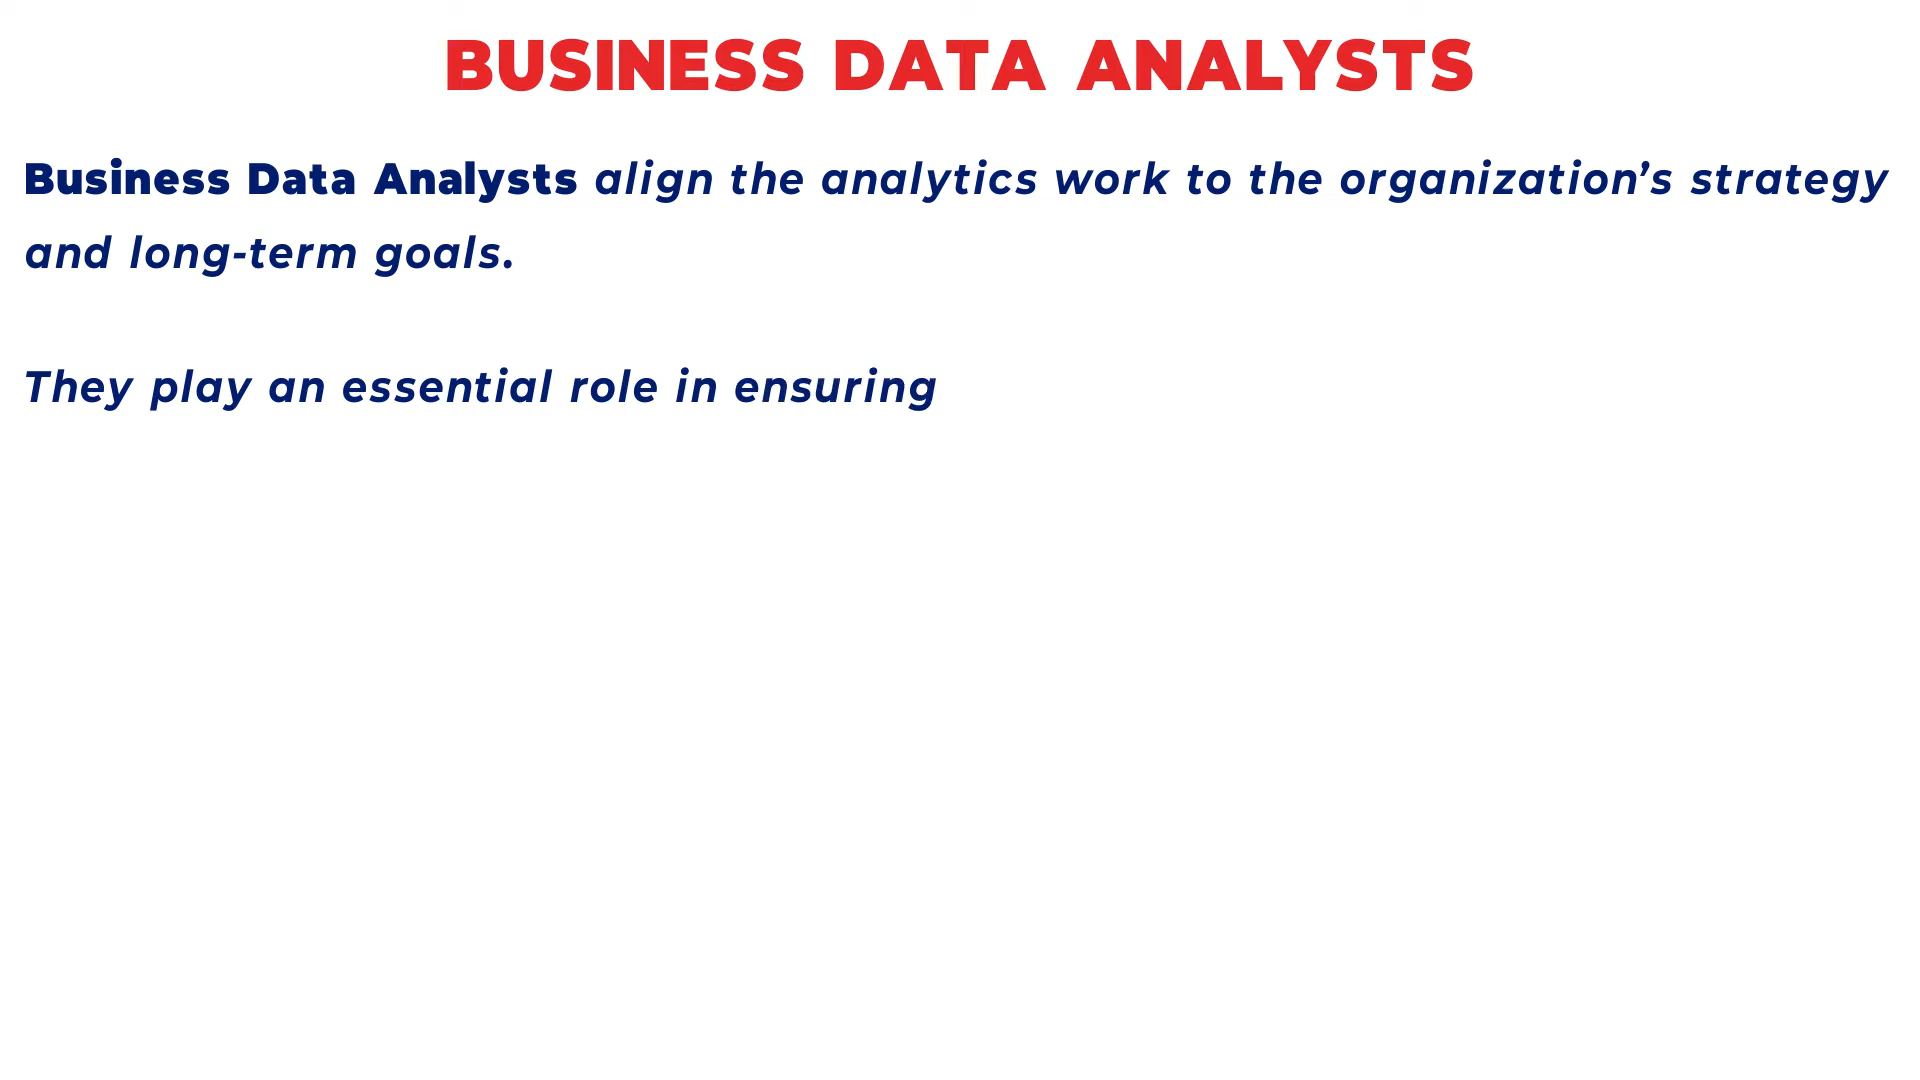 BUSINESS DATA ANALYSTS
Business Data Analysts align the analytics work to the organization’s strategy
and long-term goals.
They play an essential role in ensuring